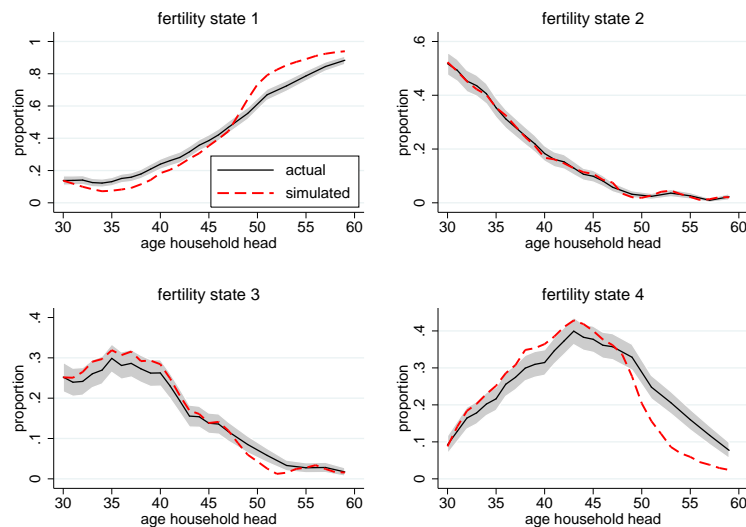 fertility state 1
proportion
0 .2 .4 .6 .8 1
actual
simulated
30 35 40 45 50 55 60
age household head
fertility state 2
proportion
0 .2 .4 .6
30 35 40 45 50 55 60
age household head
fertility state 3
proportion
0 .1 .2 .3 .4
30 35 40 45 50 55 60
age household head
fertility state 4
proportion
0 .1 .2 .3 .4
30 35 40 45 50 55 60
age household head